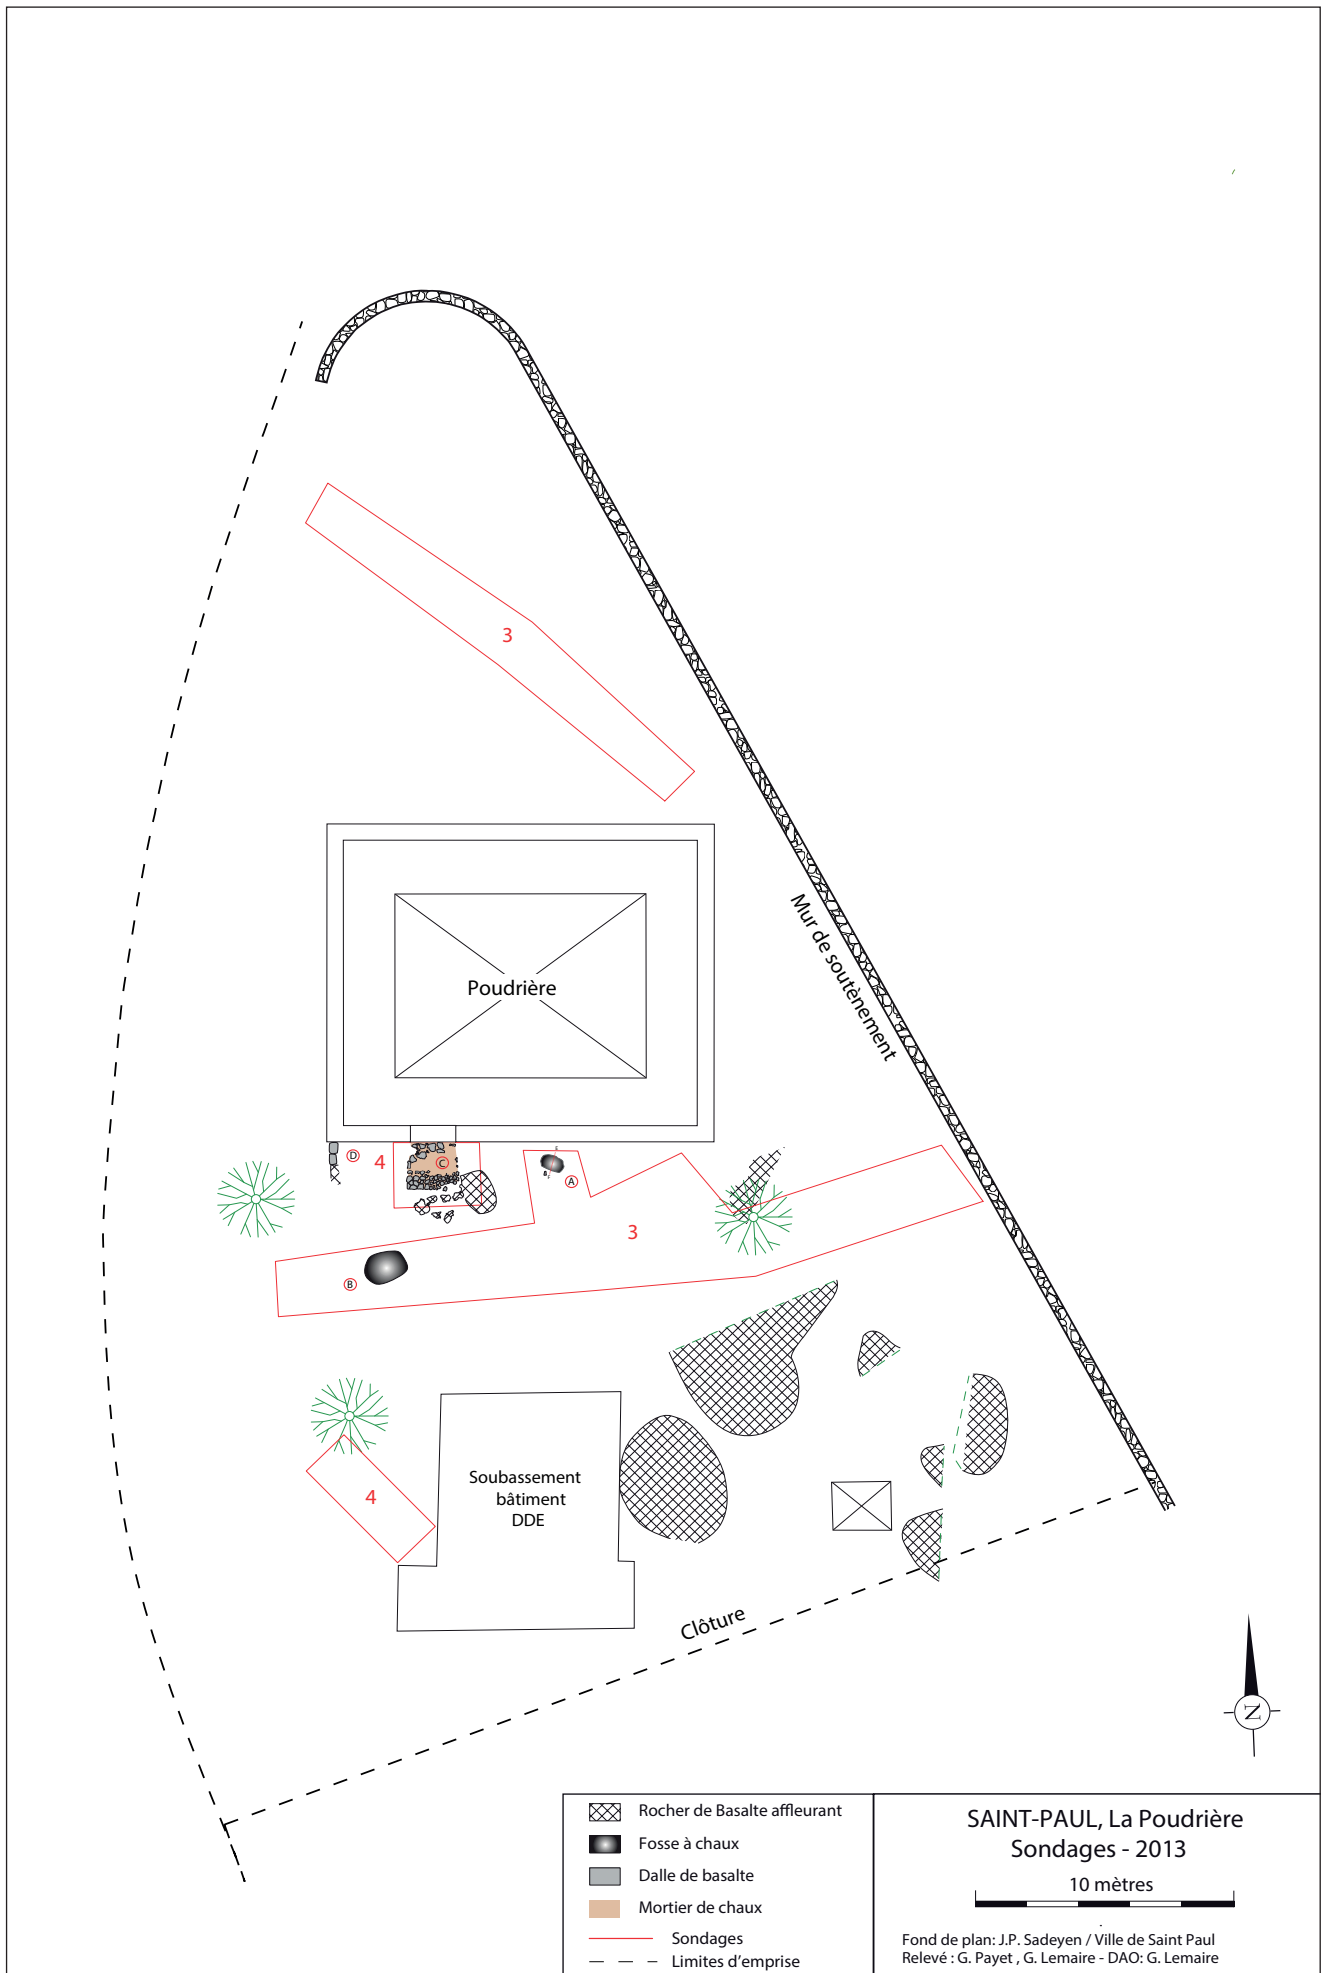 3
Mur de soutènement
Poudrière
D
4
C
A
3
B
4
Soubassement
bâtiment
DDE
Clôture
N
Rocher de Basalte affleurant
Fosse à chaux
Dalle de basalte
Mortier de chaux
Sondages
Limites d'emprise
SAINT-PAUL, La Poudrière
Sondages - 2013
10 mètres
Fond de plan: J.P. Sadeyen / Ville de Saint Paul
Relevé : G. Payet , G. Lemaire - DAO: G. Lemaire